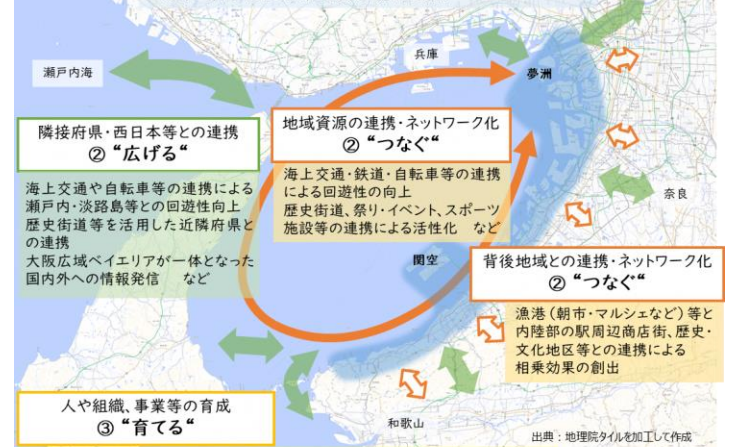 兵庫
瀬戸内海
夢洲
隣接府県・西日本等との連携
② “広げる“
海上交通や自転車等の連携による
瀬戸内・淡路島等との回遊性向上
歴史街道等を活用した近隣府県と
の連携
大阪広域ベイエリアが一体となった
国内外への情報発信 など
地域資源の連携・ネットワーク化
② “つなぐ“
海上交通・鉄道・自転車等の連携
による回遊性の向上
歴史街道、祭り・イベント、スポーツ
施設等の連携による活性化 など
奈良
関空
背後地域との連携・ネットワーク化
② “つなぐ“
漁港（朝市・マルシェなど）等と
内陸部の駅周辺商店街、歴史・
文化地区等との連携による
相乗効果の創出
人や組織、事業等の育成
③ “育てる“
和歌山
出典：地理院タイルを加工して作成